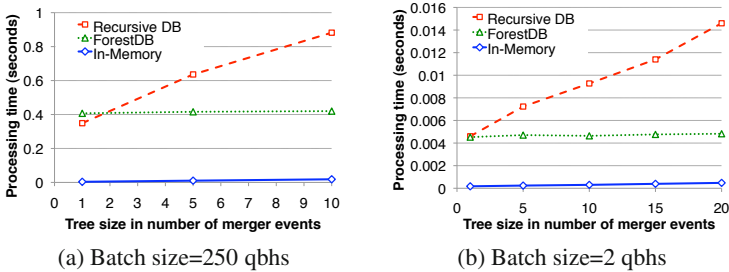 1
0.8
0.6
0.4
0.2
0
Processing time (seconds)
Recursive DB
ForestDB
In-Memory
0 1 2 3 4 5 6 7 8 9 10
Tree size in number of merger events
(a) Batch size=250 qbhs
0.016
0.014
0.012
0.01
0.008
0.006
0.004
0.002
0
Processing time (seconds)
Recursive DB
ForestDB
In-Memory
0 5 10 15 20
Tree size in number of merger events
(b) Batch size=2 qbhs